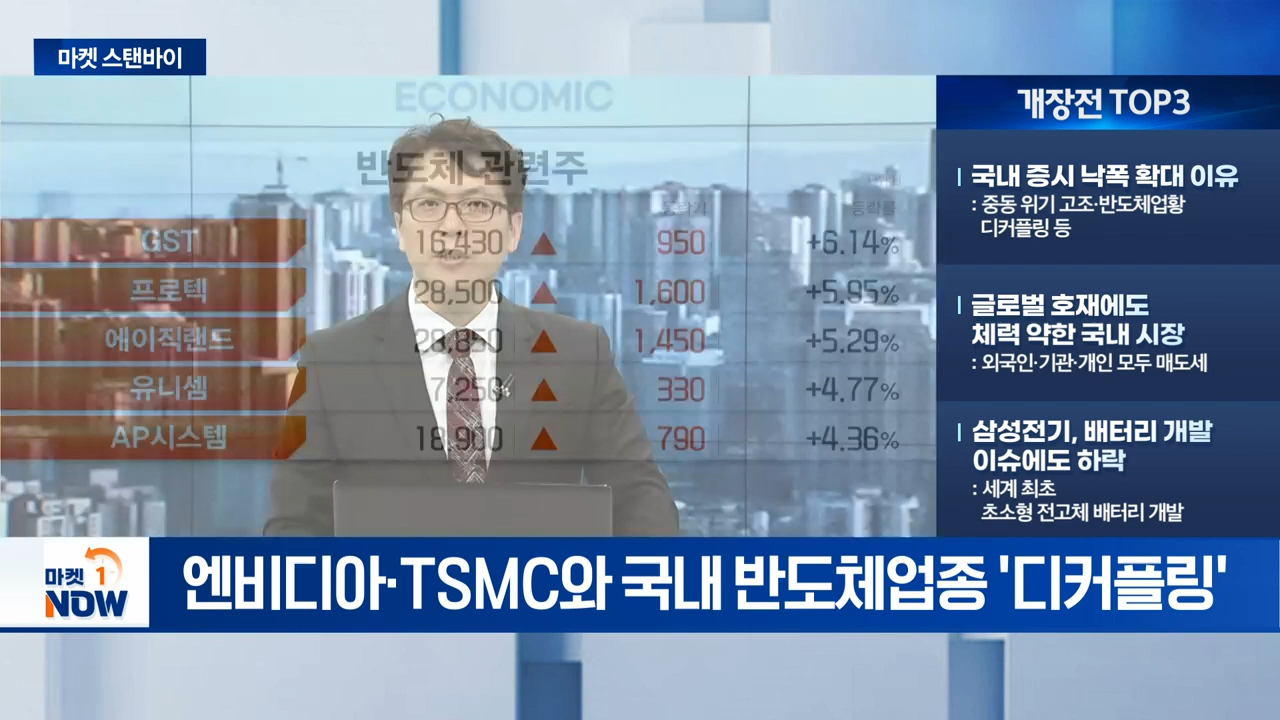 마켓 스탠바이
ECONOMIC
반도체 관련주
등락률
GST 16,430 ▲ 950 +6.14%
프로텍 28,500 ▲ 1,600 +5.95%
에이직랜드 28,850 ▲ 1,450 +5.29%
유니셈 7,250 ▲ 330 +4.77%
AP시스템 18,900 ▲ 790 +4.36%
개장전 TOP3
국내 증시 낙폭 확대 이유
: 중동 위기 고조·반도체업황
디커플링 등
글로벌 호재에도
체력 약한 국내 시장
: 외국인·기관·개인 모두 매도세
삼성전기, 배터리 개발
이슈에도 하락
: 세계 최초
초소형 전고체 배터리 개발
마켓 1
NOW
엔비디아·TSMC와 국내 반도체업종 '디커플링'